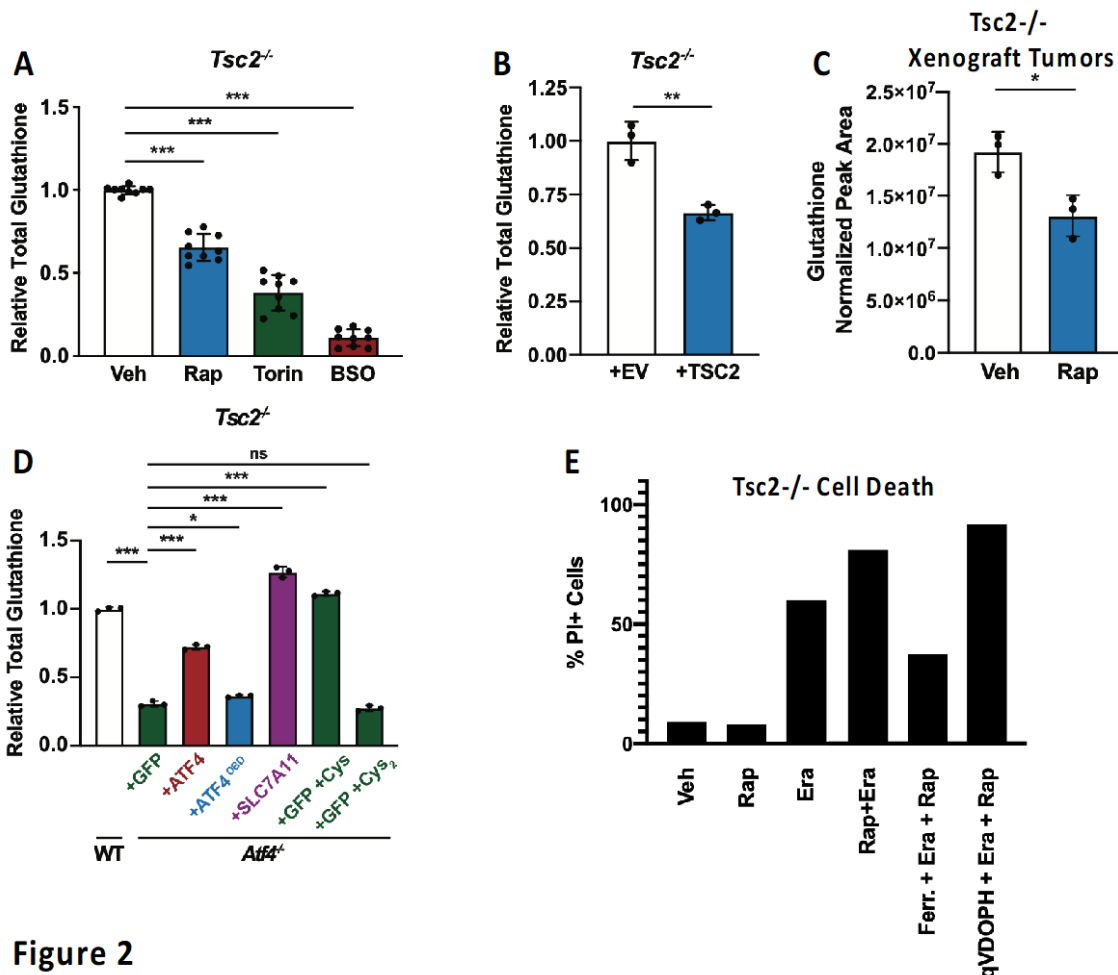 A
Tsc2-/-
***
***
***
Relative Total Glutathione
1.5
1.0
0.5
0.0
Veh Rap Torin BSO
B
Tsc2-/-
**
Relative Total Glutathione
1.25
1.00
0.75
0.50
0.25
0.00
+EV +TSC2
C
Tsc2-/-
Xenograft Tumors
*
Glutathione
Normalized Peak Area
2.5×10⁷
2.0×10⁷
1.5×10⁷
1.0×10⁷
5.0×10⁶
0.0
Veh Rap
D
Tsc2-/-
ns
***
***
*
***
***
Relative Total Glutathione
1.5
1.0
0.5
0.0
+GFP
+ATF4
+ATF4 DBD
+SLC7A11
+GFP +Cys
+GFP +Cys₂
WT
Atf4-/-
E
Tsc2-/- Cell Death
% PI+ Cells
100
50
0
Veh
Rap
Era
Rap+Era
Ferr. + Era + Rap
qVDOPH + Era + Rap
Figure 2